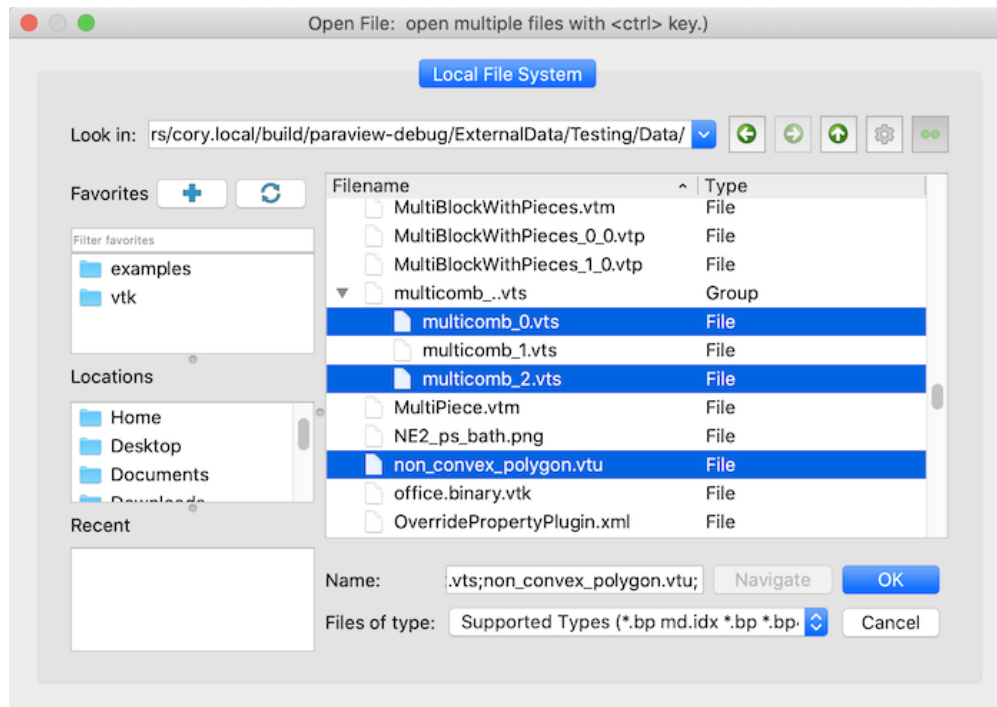 Open File:  open multiple files with <ctrl> key.)
Local File System
Look in: rs/cory.local/build/paraview-debug/ExternalData/Testing/Data/
Favorites
Filter favorites
examples
vtk
Locations
Home
Desktop
Documents
Downloads
Recent
Filename Type
MultiBlockWithPieces.vtm File
MultiBlockWithPieces_0_0.vtp File
MultiBlockWithPieces_1_0.vtp File
multicomb_..vts Group
multicomb_0.vts File
multicomb_1.vts File
multicomb_2.vts File
MultiPiece.vtm File
NE2_ps_bath.png File
non_convex_polygon.vtu File
office.binary.vtk File
OverridePropertyPlugin.xml File
Name: .vts;non_convex_polygon.vtu; Navigate OK
Files of type: Supported Types (*.bp md.idx *.bp *.bp Cancel